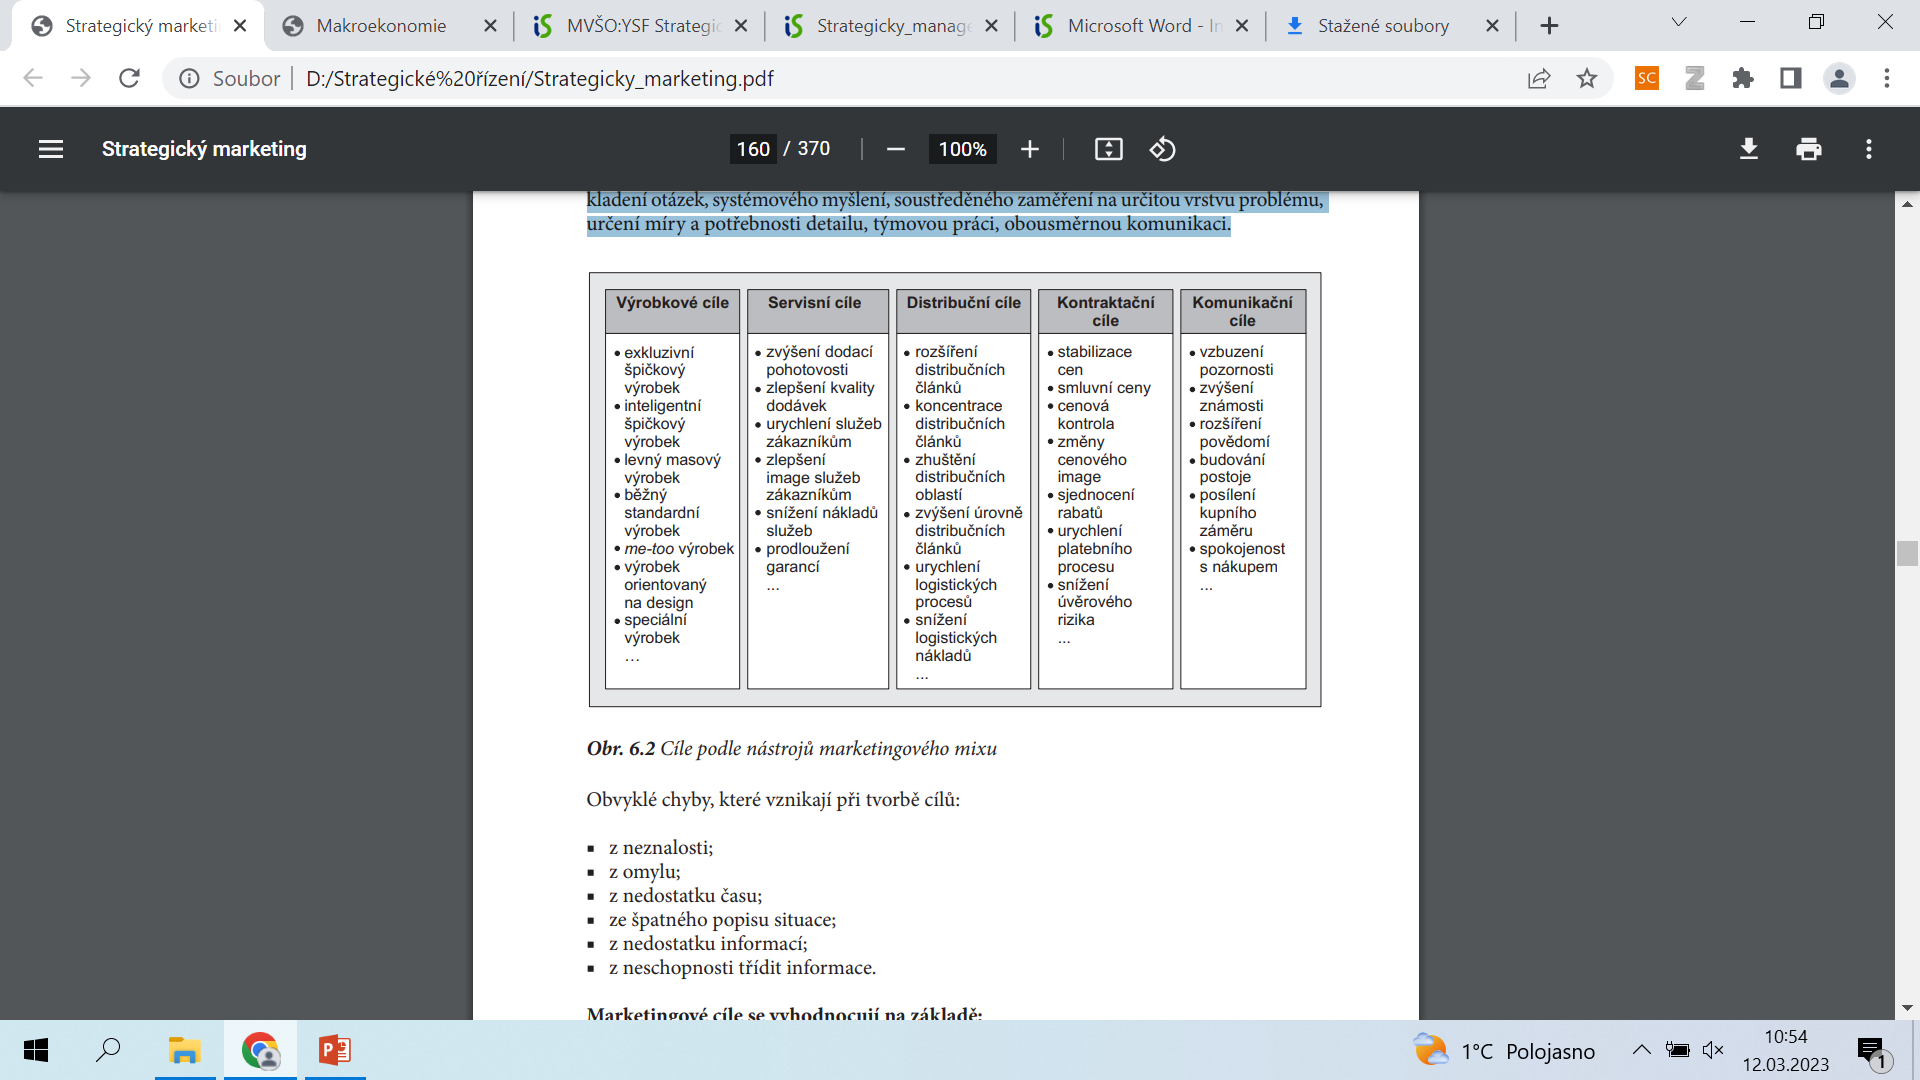 Strategický marketi
Makroekonomie
MVŠO:YSF Strategic
Strategicky_manage
Microsoft Word - In
Stažené soubory
Soubor
D:/Strategické%20řízení/Strategicky_marketing.pdf
SC
Strategický marketing
160 / 370
100%
kladení otázek, systémového myšlení, soustředěného zaměření na určitou vrstvu problému,
určení míry a potřebnosti detailu, týmovou práci, obousměrnou komunikaci.
Výrobkové cíle
• exkluzivní
špičkový
výrobek
• inteligentní
špičkový
výrobek
• levný masový
výrobek
• běžný
standardní
výrobek
• me-too výrobek
• výrobek
orientovaný
na design
• speciální
výrobek
...
Servisní cíle
• zvýšení dodací
pohotovosti
• zlepšení kvality
dodávek
• urychlení služeb
zákazníkům
• zlepšení
image služeb
zákazníkům
• snížení nákladů
služeb
• prodloužení
garancí
...
Distribuční cíle
• rozšíření
distribučních
článků
• koncentrace
distribučních
článků
• zhuštění
distribučních
oblastí
• zvýšení úrovně
distribučních
článků
• urychlení
logistických
procesů
• snížení
logistických
nákladů
...
Kontraktační
cíle
• stabilizace
cen
• smluvní ceny
• cenová
kontrola
• změny
cenového
image
• sjednocení
rabatů
• urychlení
platebního
procesu
• snížení
úvěrového
rizika
...
Komunikační
cíle
• vzbuzení
pozornosti
• zvýšení
známosti
• rozšíření
povědomí
• budování
postoje
• posílení
kupního
záměru
• spokojenost
s nákupem
...
Obr. 6.2 Cíle podle nástrojů marketingového mixu
Obvyklé chyby, které vznikají při tvorbě cílů:
▪ z neznalosti;
▪ z omylu;
▪ z nedostatku času;
▪ ze špatného popisu situace;
▪ z nedostatku informací;
▪ z neschopnosti třídit informace.
Marketingové cíle se vyhodnocují na základě:
1°C Polojasno
10:54
12.03.2023
1